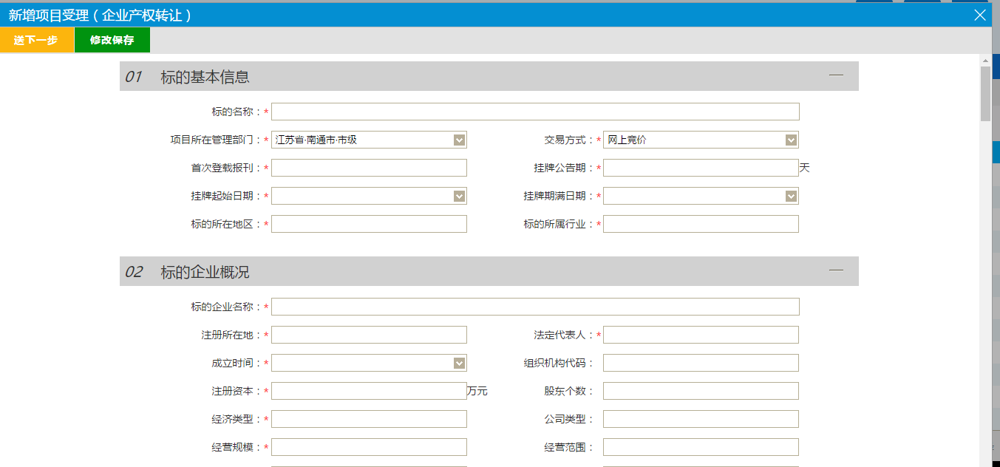 新增项目受理（企业产权转让）
送下一步 修改保存
01 标的基本信息
标的名称：*
项目所在管理部门：* 江苏省·南通市·市级 交易方式：* 网上竞价
首次登载报刊：* 挂牌公告期：* 天
挂牌起始日期：* 挂牌期满日期：*
标的所在地区：* 标的所属行业：*
02 标的企业概况
标的企业名称：*
注册所在地：* 法定代表人：*
成立时间：* 组织机构代码：
注册资本：* 万元 股东个数：
经济类型：* 公司类型：
经营规模：* 经营范围：